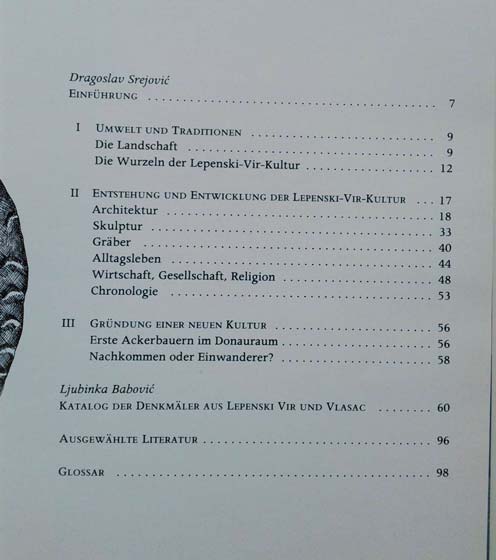 Dragoslav Srejović
EINFÜHRUNG . . . . . . . . . . . . . . . . . . . . . . . . . . . . . . . . . . . . . . . 7
I UMWELT UND TRADITIONEN . . . . . . . . . . . . . . . . . . . . . . . . . . 9
Die Landschaft . . . . . . . . . . . . . . . . . . . . . . . . . . . . . . . . . . . 9
Die Wurzeln der Lepenski-Vir-Kultur . . . . . . . . . . . . . . . . . . 12
II ENTSTEHUNG UND ENTWICKLUNG DER LEPENSKI-VIR-KULTUR . . . 17
Architektur . . . . . . . . . . . . . . . . . . . . . . . . . . . . . . . . . . . . . 18
Skulptur . . . . . . . . . . . . . . . . . . . . . . . . . . . . . . . . . . . . . . . 33
Gräber . . . . . . . . . . . . . . . . . . . . . . . . . . . . . . . . . . . . . . . . 40
Alltagsleben . . . . . . . . . . . . . . . . . . . . . . . . . . . . . . . . . . . . 44
Wirtschaft, Gesellschaft, Religion . . . . . . . . . . . . . . . . . . . . . 48
Chronologie . . . . . . . . . . . . . . . . . . . . . . . . . . . . . . . . . . . . 53
III GRÜNDUNG EINER NEUEN KULTUR . . . . . . . . . . . . . . . . . . . . . 56
Erste Ackerbauern im Donauraum . . . . . . . . . . . . . . . . . . . . . 56
Nachkommen oder Einwanderer? . . . . . . . . . . . . . . . . . . . . . 58
Ljubinka Babović
KATALOG DER DENKMÄLER AUS LEPENSKI VIR UND VLASAC . . . . . . . . 60
AUSGEWÄHLTE LITERATUR . . . . . . . . . . . . . . . . . . . . . . . . . . . . . 96
GLOSSAR . . . . . . . . . . . . . . . . . . . . . . . . . . . . . . . . . . . . . . . . 98